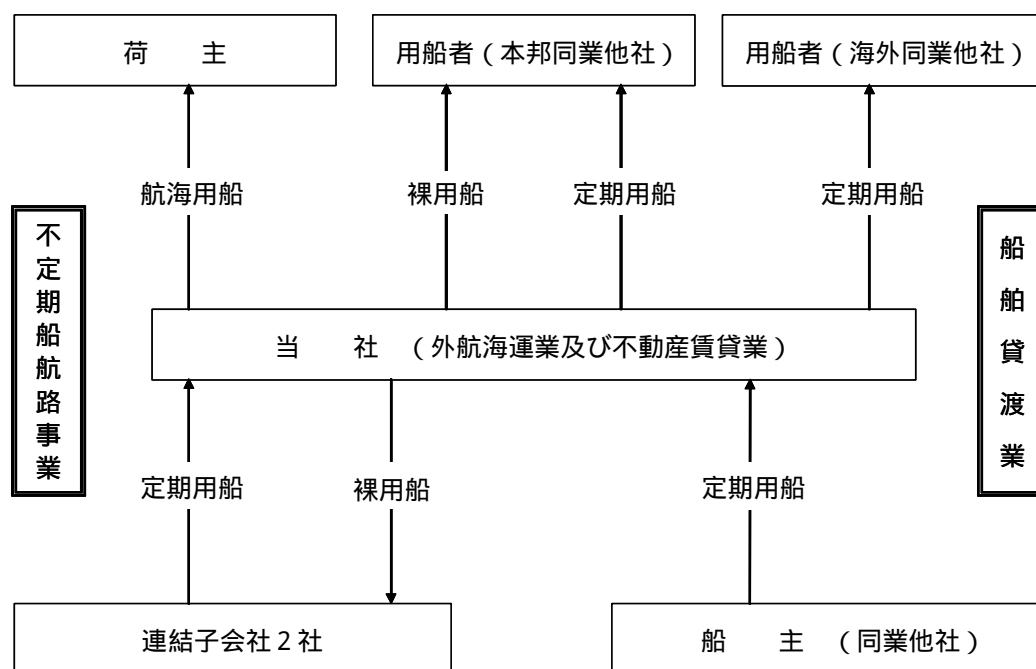 荷　　主
用船者（本邦同業他社）
用船者（海外同業他社）
航海用船
裸用船
定期用船
定期用船
不定期船航路事業
船舶貸渡業
当　　社　（外航海運業及び不動産賃貸業）
定期用船
裸用船
定期用船
連結子会社２社
船　　主　（同業他社）